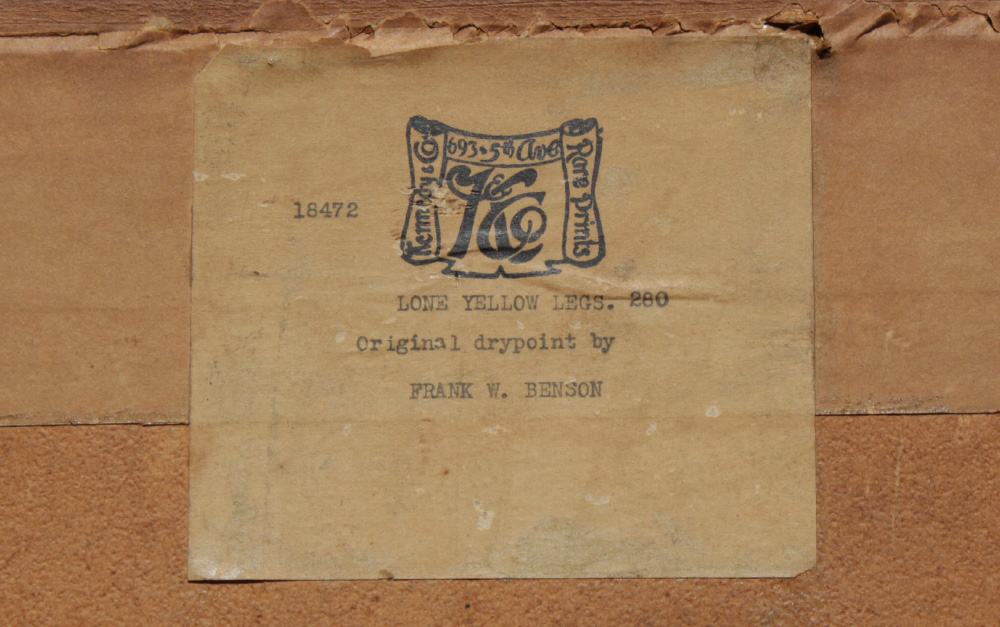 Kennedy & Co
693 • 5th Ave
Rare Prints
K & Co
18472
LONE YELLOW LEGS. 280
Original drypoint by
FRANK W. BENSON